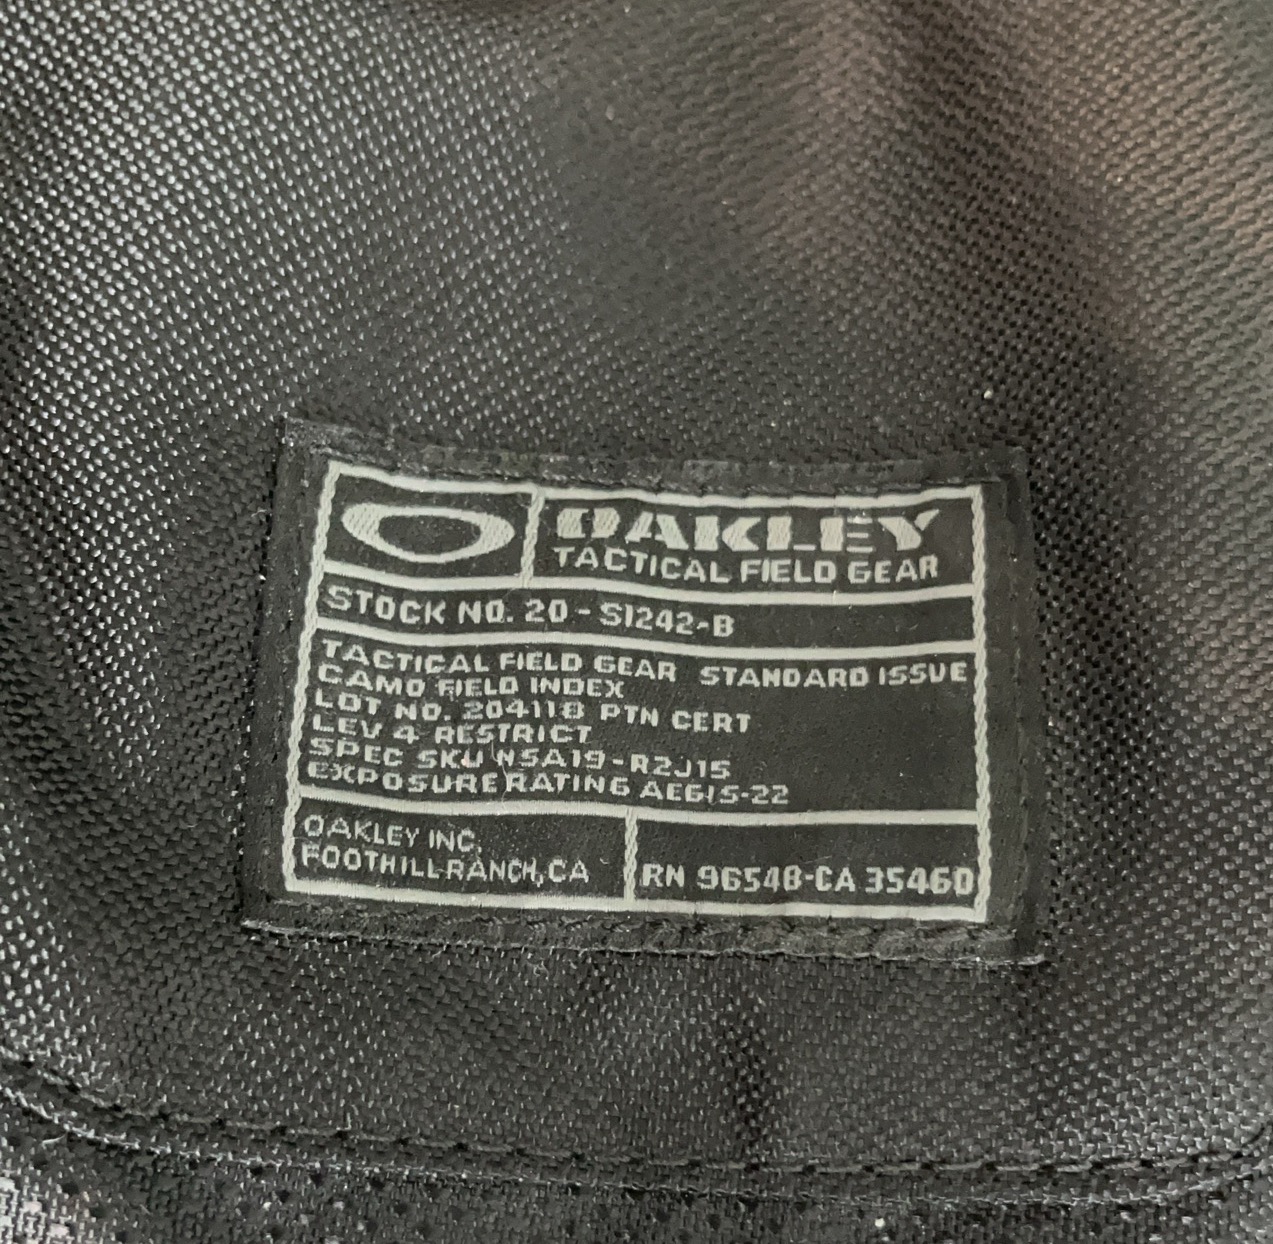 OAKLEY
TACTICAL FIELD GEAR
STOCK NO. 20 - S1242-B
TACTICAL FIELD GEAR STANDARD ISSUE
CAMO FIELD INDEX
LOT NO. 204118 PTN CERT
LEV 4 RESTRICT
SPEC SKU NSA19-R2J15
EXPOSURE RATING AEGIS-22
OAKLEY INC.
FOOTHILL RANCH, CA
RN 96548-CA 35460